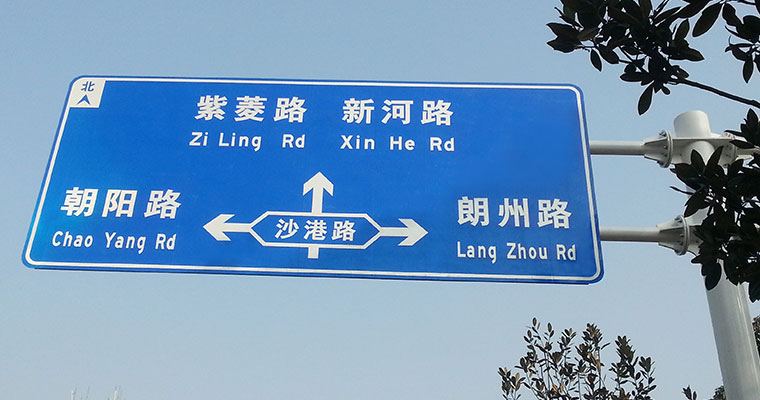 北
紫菱路 新河路
Zi Ling Rd Xin He Rd
朝阳路
Chao Yang Rd
沙港路
朗州路
Lang Zhou Rd